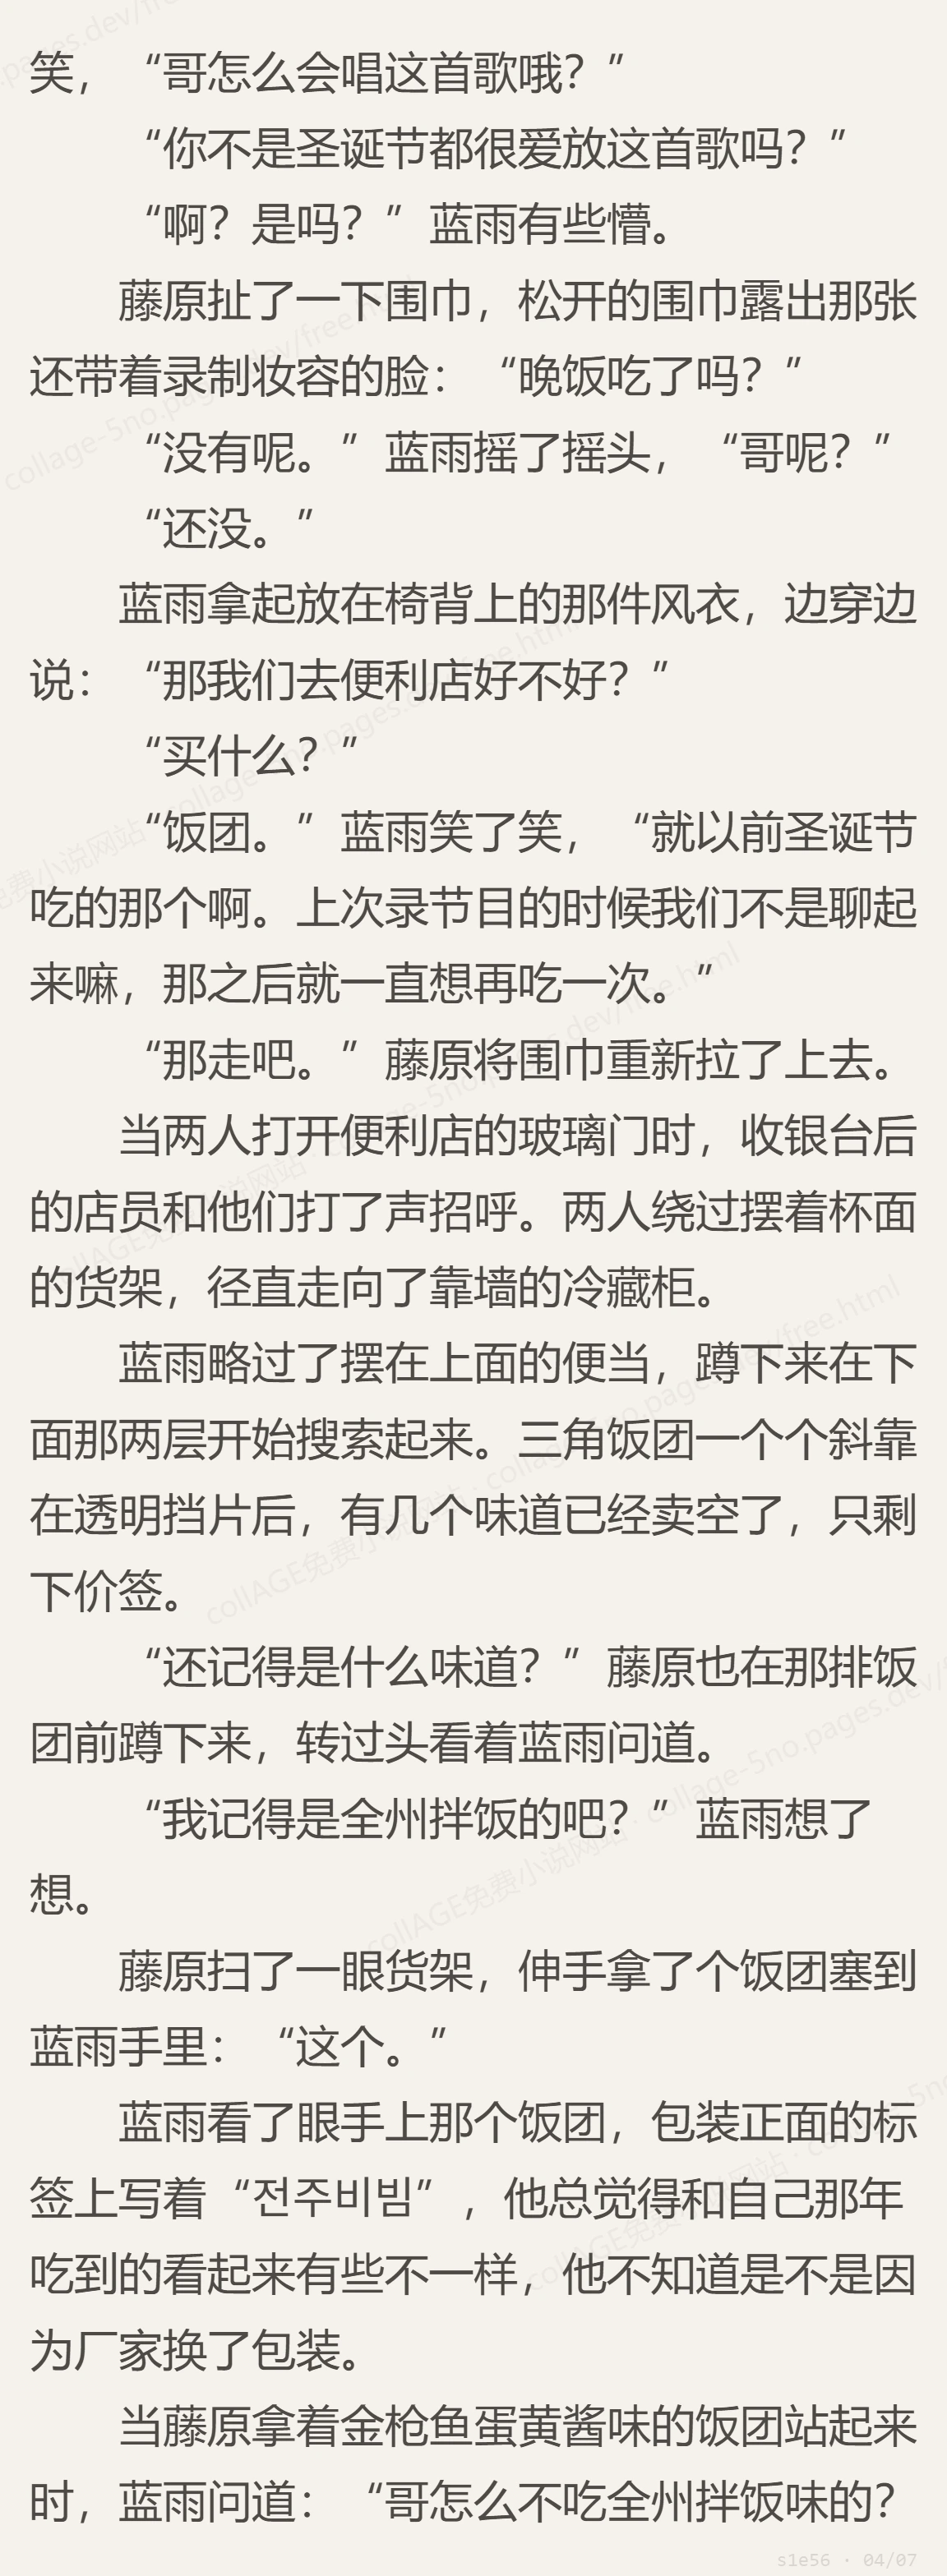 笑，“哥怎么会唱这首歌哦？”
“你不是圣诞节都很爱放这首歌吗？”
“啊？是吗？”蓝雨有些懵。
藤原扯了一下围巾，松开的围巾露出那张
还带着录制妆容的脸：“晚饭吃了吗？”
“没有呢。”蓝雨摇了摇头，“哥呢？”
“还没。”
蓝雨拿起放在椅背上的那件风衣，边穿边
说：“那我们去便利店好不好？”
“买什么？”
“饭团。”蓝雨笑了笑，“就以前圣诞节
吃的那个啊。上次录节目的时候我们不是聊起
来嘛，那之后就一直想再吃一次。”
“那走吧。”藤原将围巾重新拉了上去。
当两人打开便利店的玻璃门时，收银台后
的店员和他们打了声招呼。两人绕过摆着杯面
的货架，径直走向了靠墙的冷藏柜。
蓝雨略过了摆在上面的便当，蹲下来在下
面那两层开始搜索起来。三角饭团一个个斜靠
在透明挡片后，有几个味道已经卖空了，只剩
下价签。
“还记得是什么味道？”藤原也在那排饭
团前蹲下来，转过头看着蓝雨问道。
“我记得是全州拌饭的吧？”蓝雨想了
想。
藤原扫了一眼货架，伸手拿了个饭团塞到
蓝雨手里：“这个。”
蓝雨看了眼手上那个饭团，包装正面的标
签上写着“전주비빔”，他总觉得和自己那年
吃到的看起来有些不一样，他不知道是不是因
为厂家换了包装。
当藤原拿着金枪鱼蛋黄酱味的饭团站起来
时，蓝雨问道：“哥怎么不吃全州拌饭味的？
s1e56 · 04/07
collAGE免费小说网站 · collage-5no.pages.dev/free.html